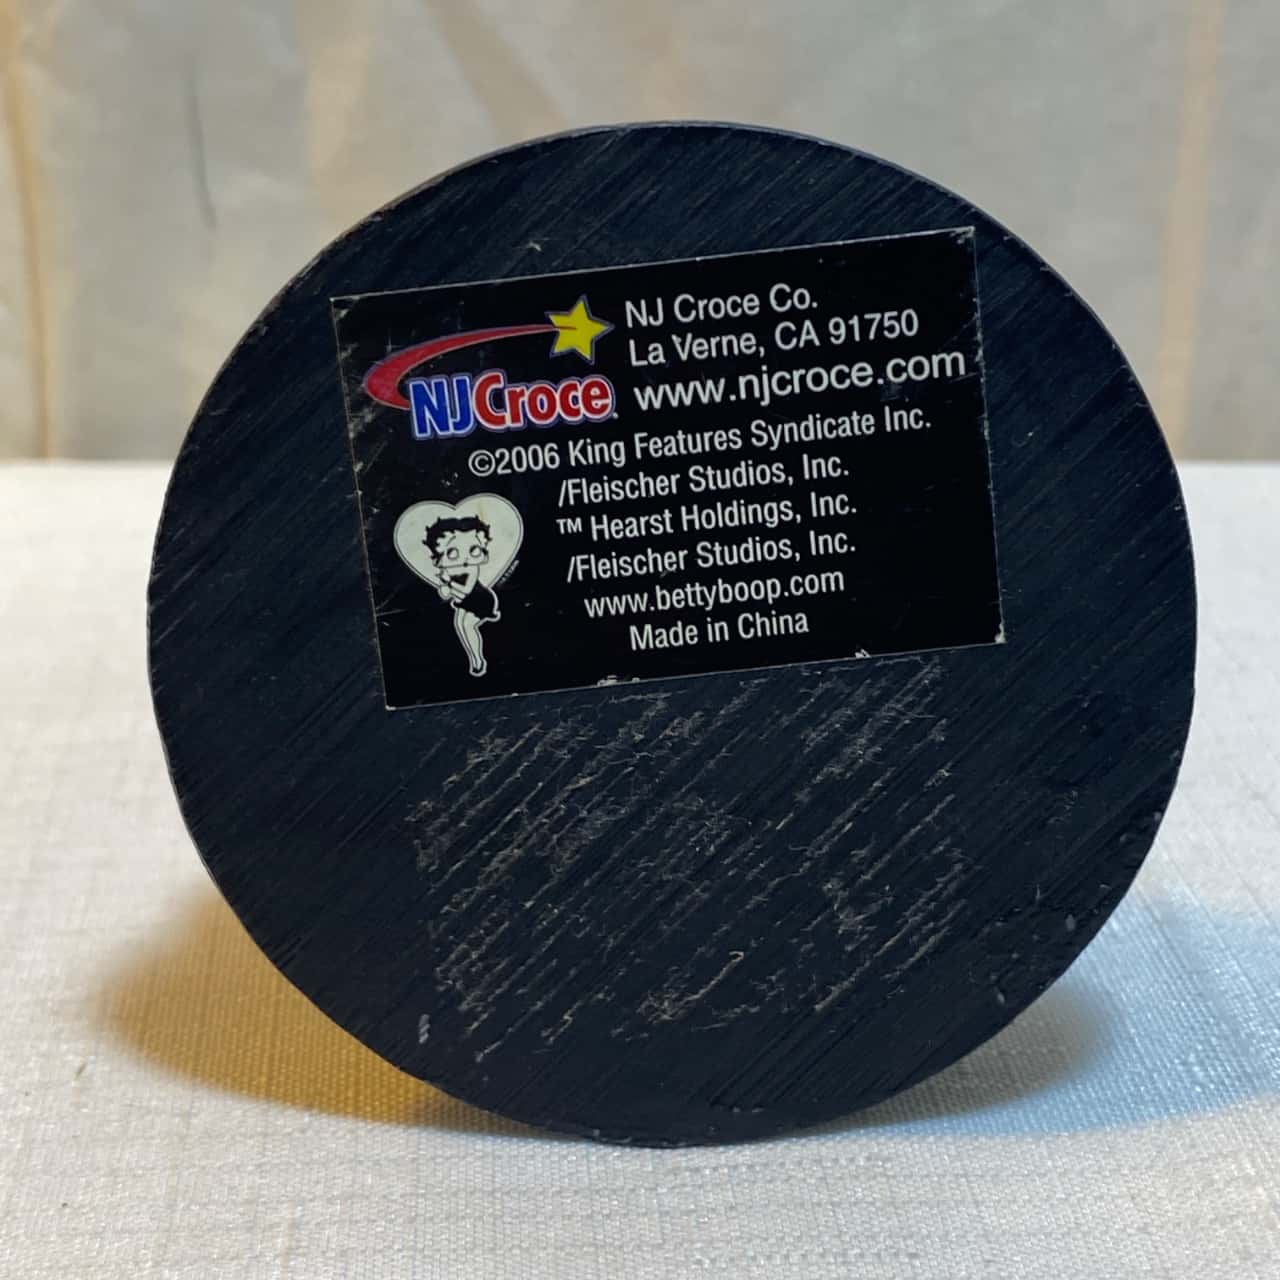 NJCroce
NJ Croce Co.
La Verne, CA 91750
www.njcroce.com
©2006 King Features Syndicate Inc.
/Fleischer Studios, Inc.
™ Hearst Holdings, Inc.
/Fleischer Studios, Inc.
www.bettyboop.com
Made in China